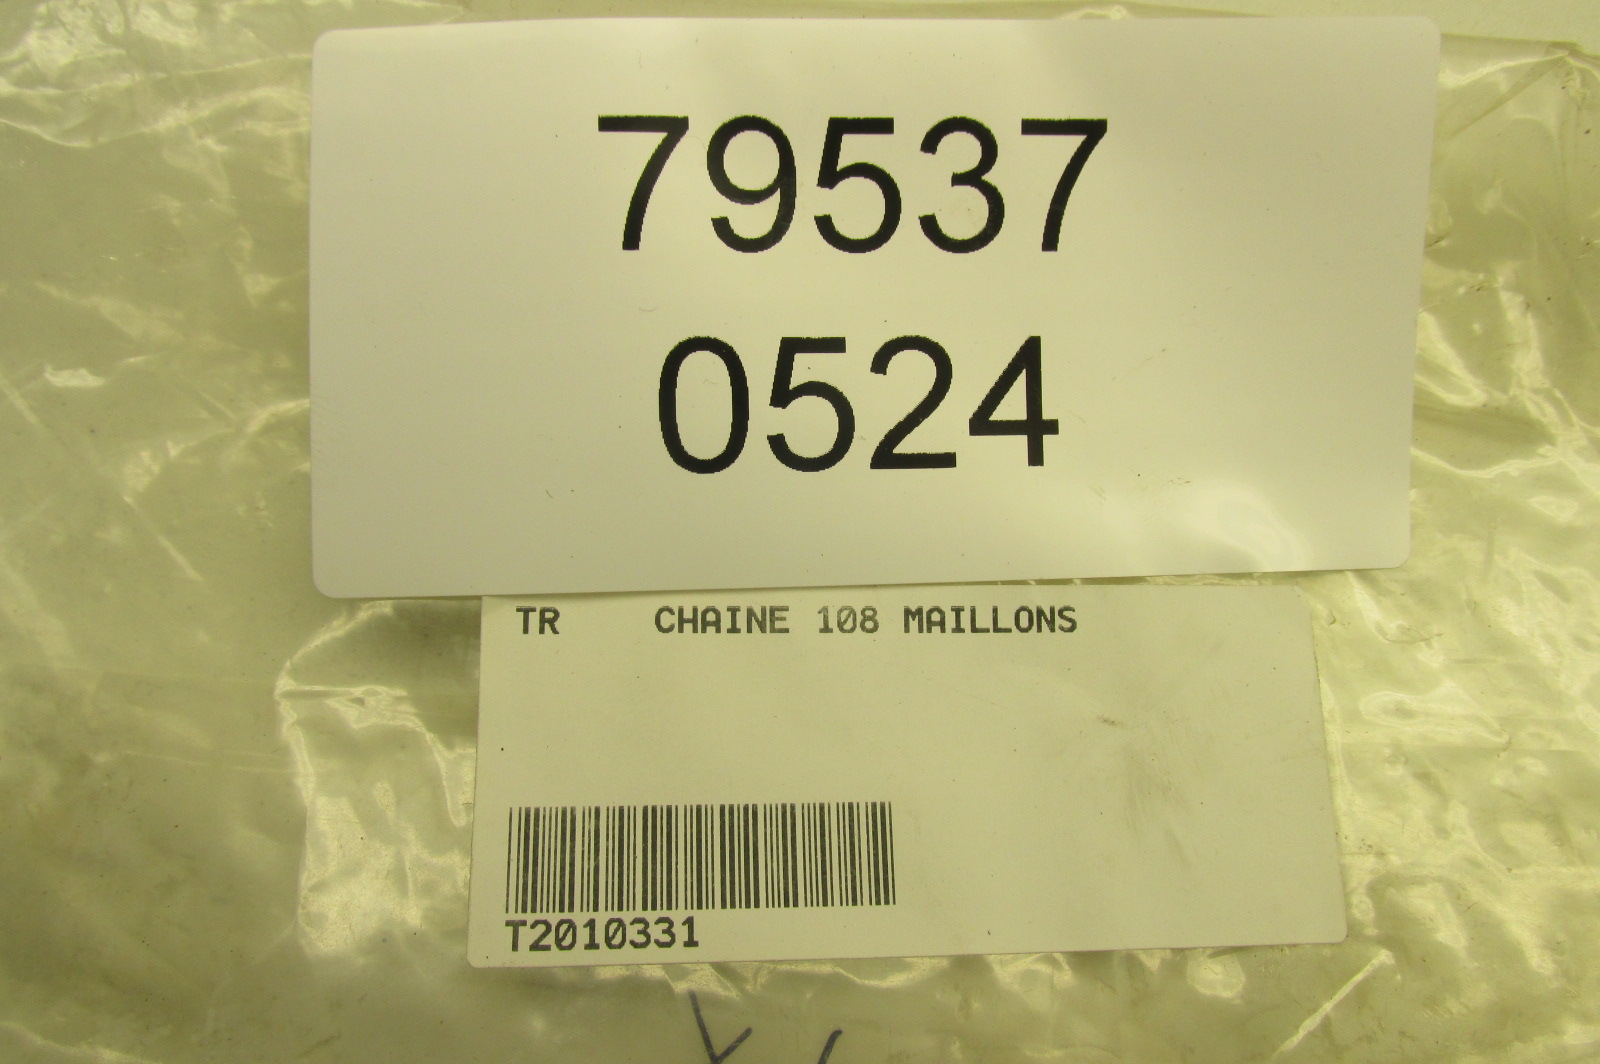 79537
0524
TR CHAINE 108 MAILLONS
T2010331